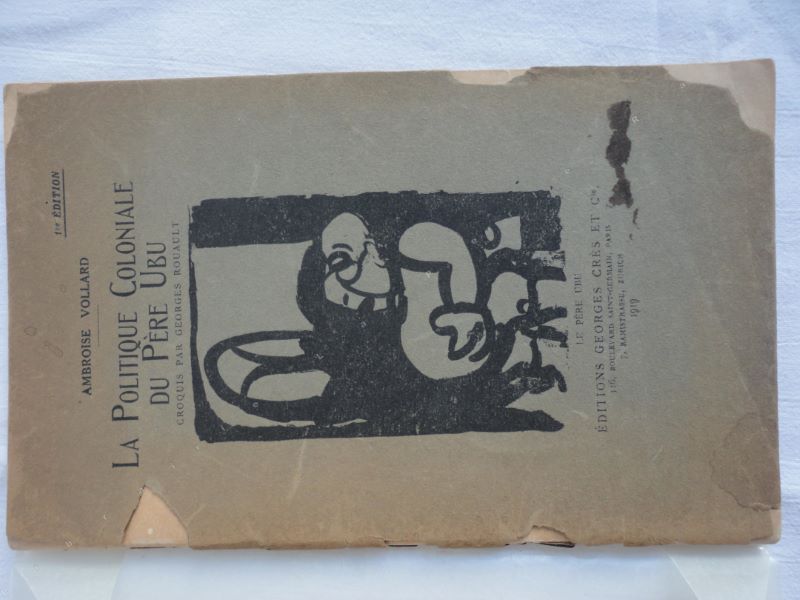 AMBROISE VOLLARD
1re ÉDITION
LA POLITIQUE COLONIALE
DU PÈRE UBU
CROQUIS PAR GEORGES ROUAULT
LE PÈRE UBU
ÉDITIONS GEORGES CRÈS ET Cie,
116, BOULEVARD SAINT-GERMAIN, PARIS
7, RAMISTRASSE, ZURICH
1919